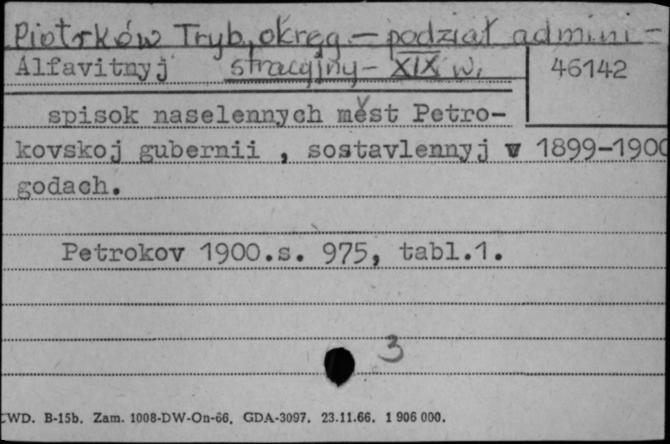 Piotrków Tryb., okręg – podział admini-
Alfavitnyj stracyjny – XIX w. 46142
spisok naselennych měst Petro-
kovskoj gubernii , sostavlennyj v 1899-1900
godach.
Petrokov 1900.s. 975, tabl.1.
3
CWD. B-15b. Zam. 1008-DW-On-66. GDA-3097. 23.11.66. 1 906 000.